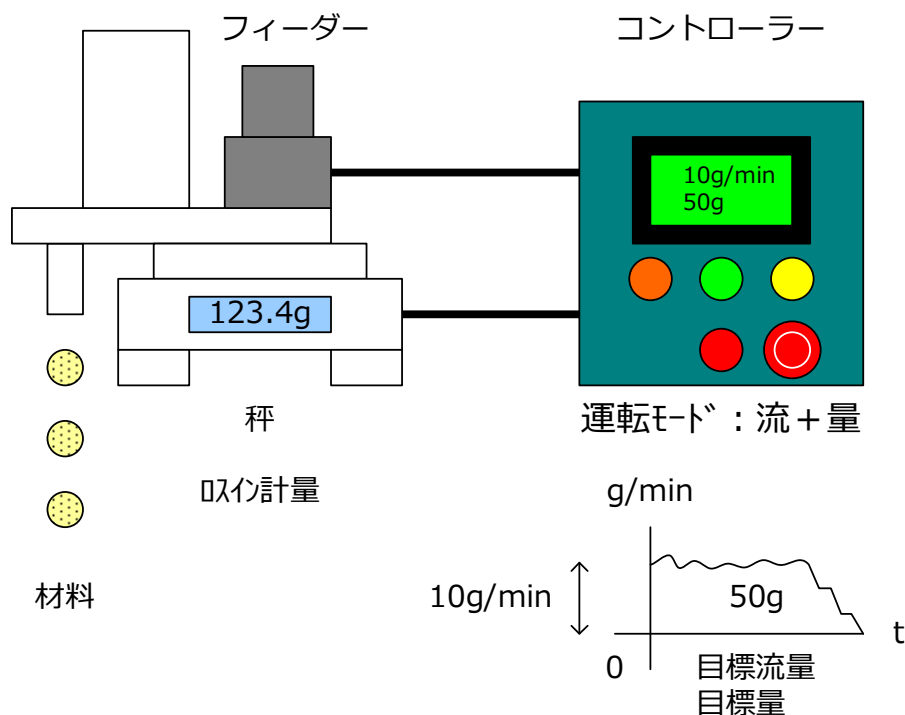 フィーダー
コントローラー
10g/min
50g
123.4g
秤
運転ﾓｰﾄﾞ：流＋量
ﾛｽｲﾝ計量
g/min
材料
10g/min
50g
t
0
目標流量
目標量